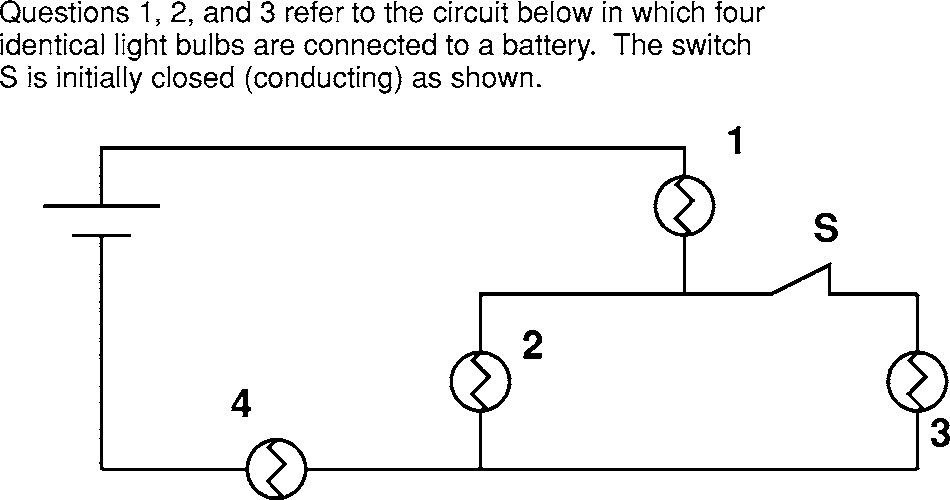 Questions 1, 2, and 3 refer to the circuit below in which four
identical light bulbs are connected to a battery.  The switch
S is initially closed (conducting) as shown.
1
S
2
4
3